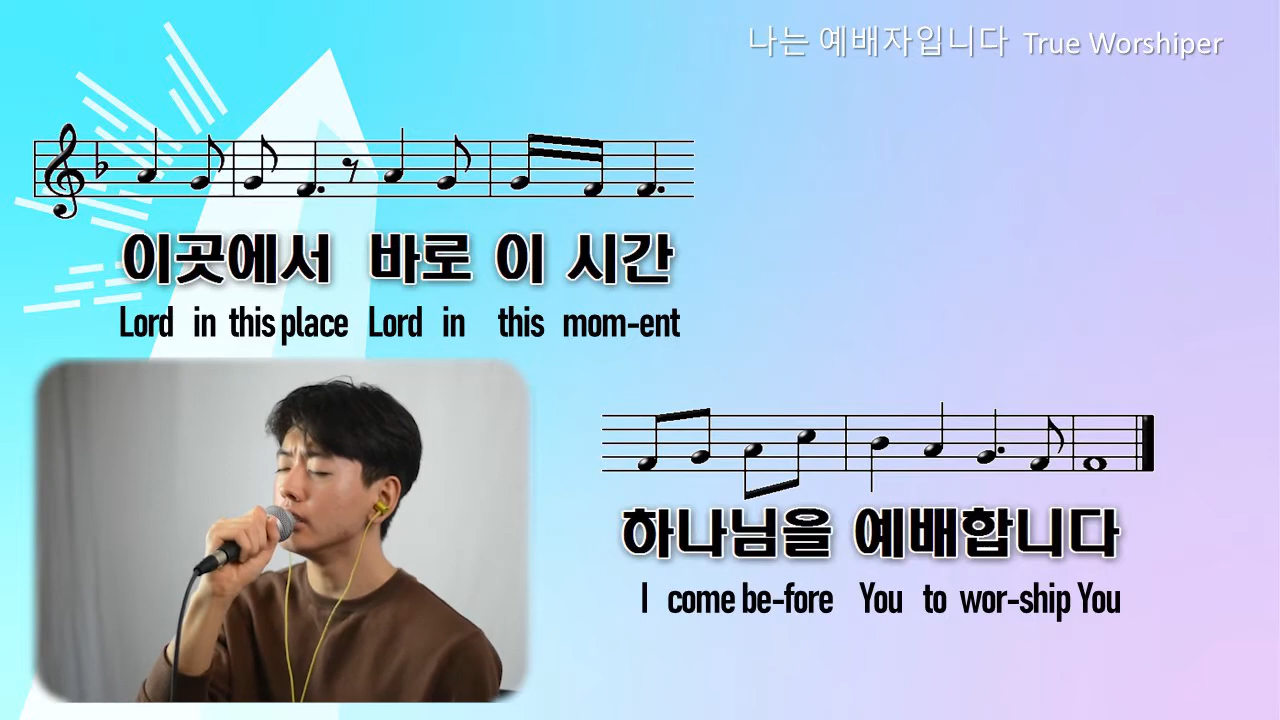 나는 예배자입니다 True Worshiper
이곳에서 바로 이 시간
Lord in this place Lord in this mom-ent
하나님을 예배합니다
I come be-fore You to wor-ship You